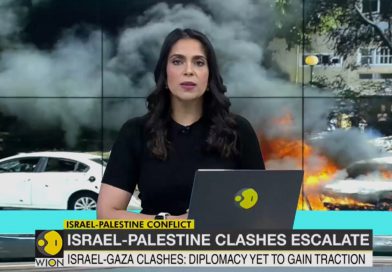 ISRAEL-PALESTINE CONFLICT
ISRAEL-PALESTINE CLASHES ESCALATE
WION
ISRAEL-GAZA CLASHES: DIPLOMACY YET TO GAIN TRACTION